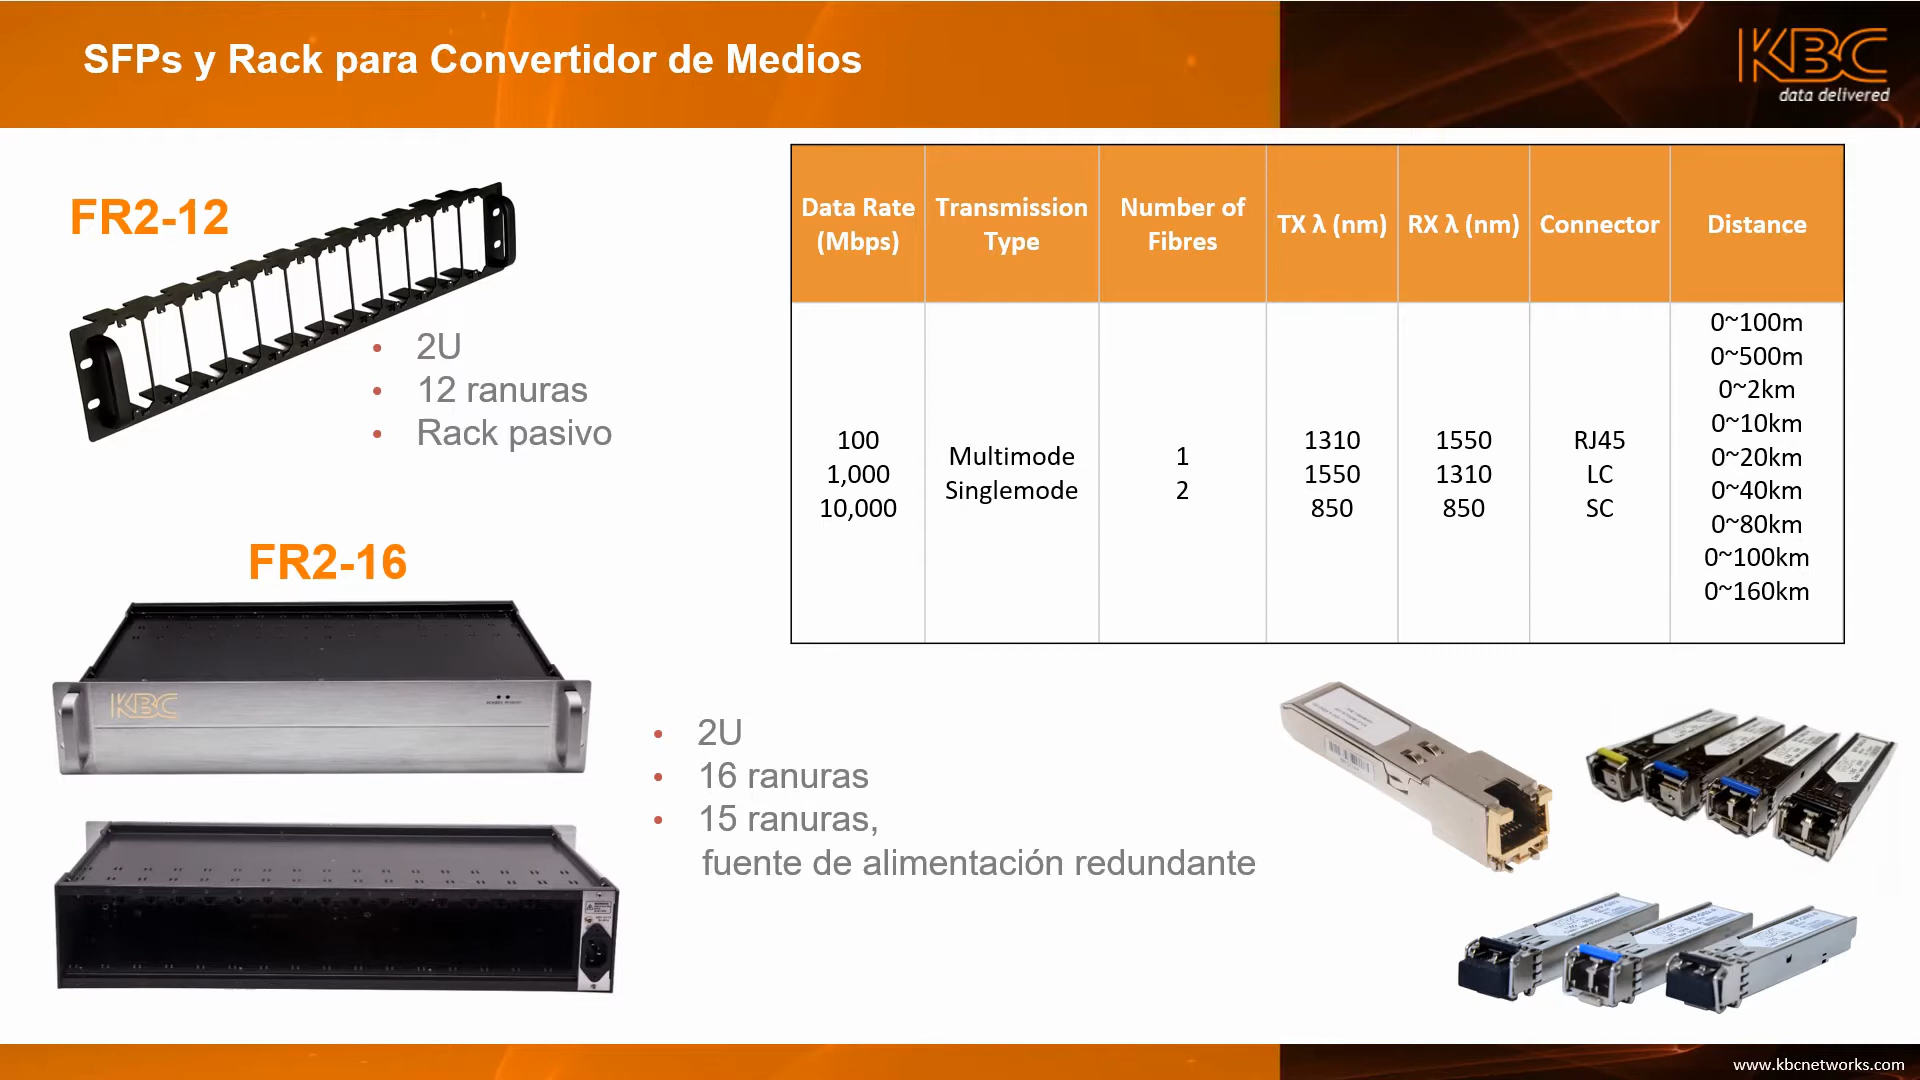 SFPs y Rack para Convertidor de Medios
KBC
data delivered
FR2-12
• 2U
• 12 ranuras
• Rack pasivo
FR2-16
KBC
• 2U
• 16 ranuras
• 15 ranuras,
fuente de alimentación redundante
Data Rate (Mbps)
Transmission Type
Number of Fibres
TX λ (nm)
RX λ (nm)
Connector
Distance
100
1,000
10,000
Multimode
Singlemode
1
2
1310
1550
850
1550
1310
850
RJ45
LC
SC
0~100m
0~500m
0~2km
0~10km
0~20km
0~40km
0~80km
0~100km
0~160km
www.kbcnetworks.com